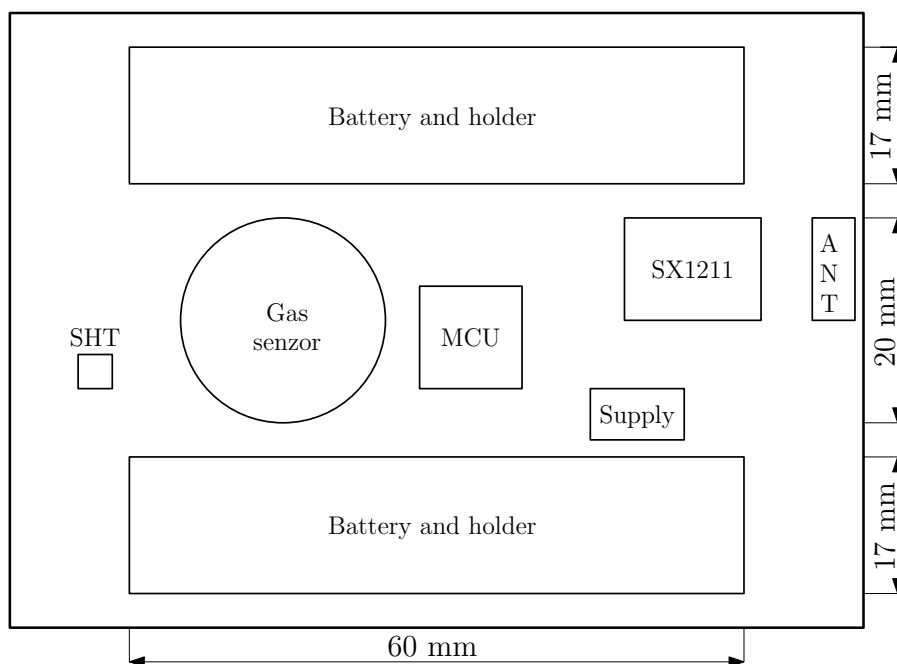 Battery and holder
17 mm
SX1211
A
N
T
Gas
senzor
MCU
SHT
20 mm
Supply
Battery and holder
17 mm
60 mm